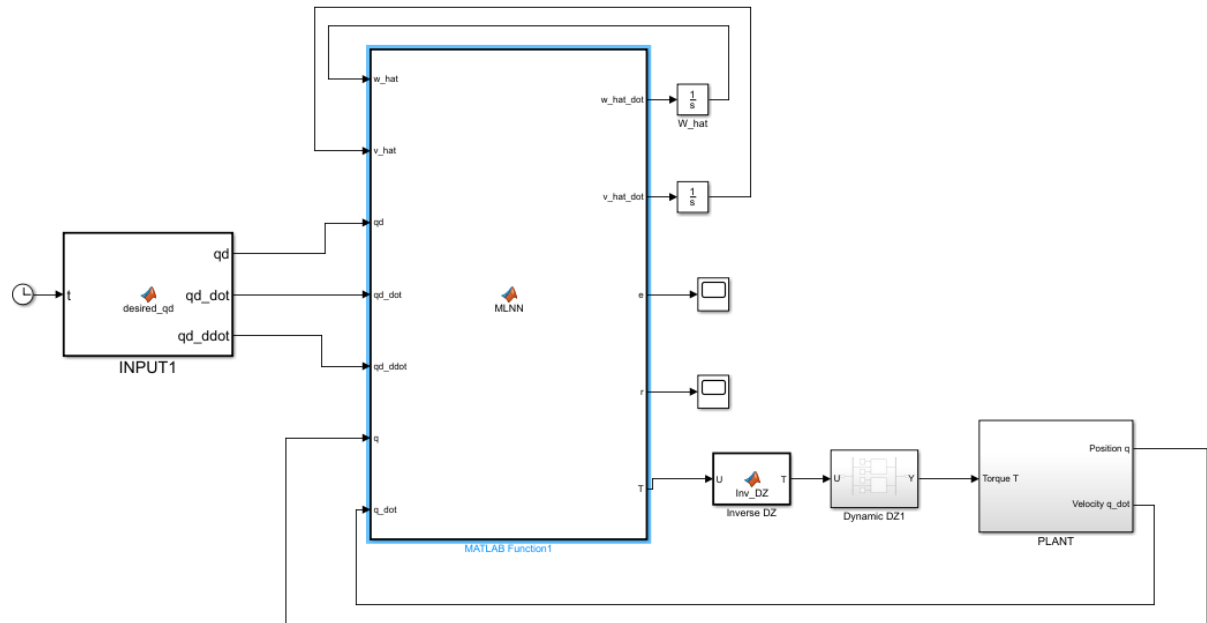 w_hat
w_hat_dot
1
s
W_hat
v_hat
v_hat_dot
1
s
qd
t
desired_qd
qd
qd_dot
qd_ddot
INPUT1
qd_dot
MLNN
e
qd_ddot
r
q
T
q_dot
MATLAB Function1
U
Inv_DZ
T
Inverse DZ
U
Y
Dynamic DZ1
Torque T
Position q
Velocity q_dot
PLANT